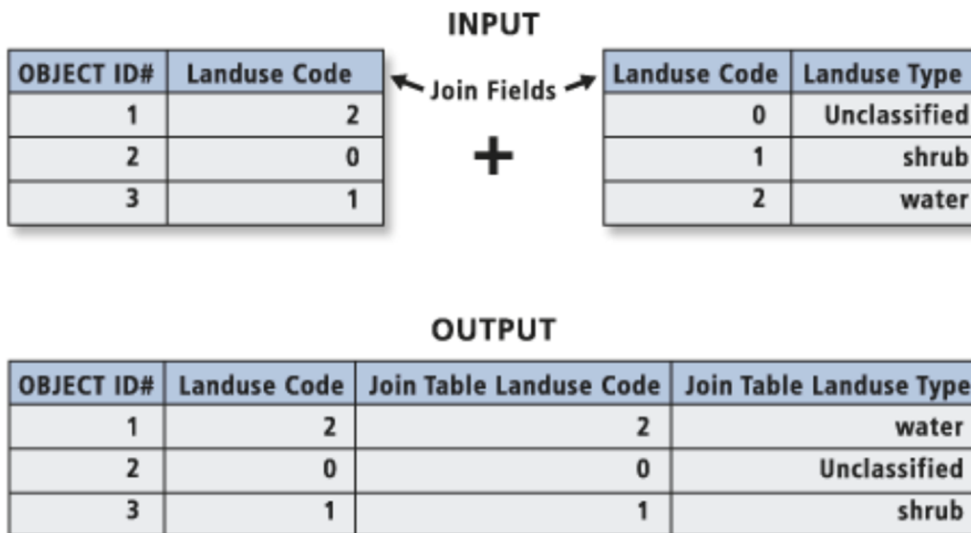 INPUT
OBJECT ID# Landuse Code Join Fields Landuse Code Landuse Type
1 2 0 Unclassified
2 0 + 1 shrub
3 1 2 water
OUTPUT
OBJECT ID# Landuse Code Join Table Landuse Code Join Table Landuse Type
1 2 2 water
2 0 0 Unclassified
3 1 1 shrub